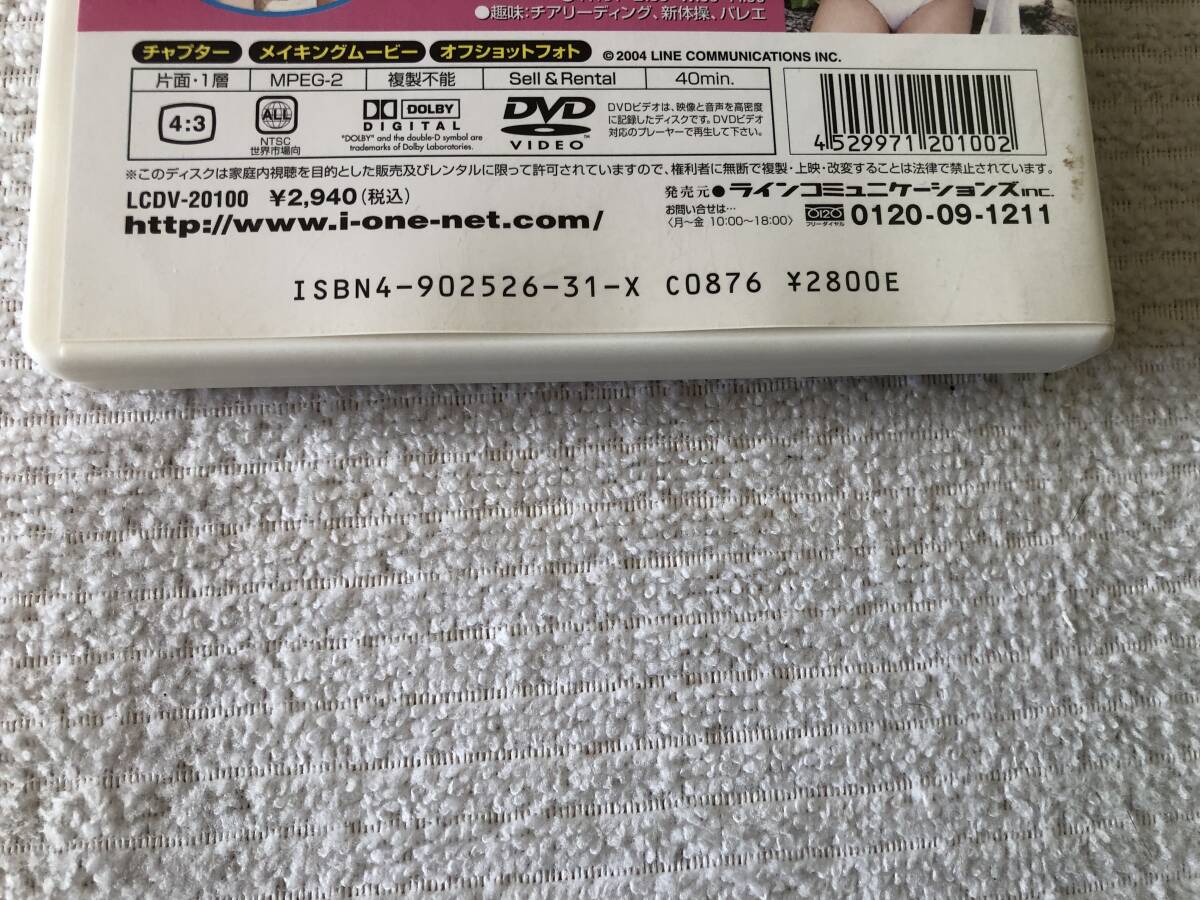 ●趣味：チアリーディング、新体操、バレエ
チャプター メイキングムービー オフショットフォト ©2004 LINE COMMUNICATIONS INC.
片面・1層 MPEG-2 複製不能 Sell & Rental 40min.
4:3
ALL
NTSC
世界市場向
DOLBY
DIGITAL
"DOLBY" and the double-D symbol are
trademarks of Dolby Laboratories.
DVD
VIDEO™
DVDビデオは、映像と音声を高密度
に記録したディスクです。DVDビデオ
対応のプレーヤーで再生して下さい。
4 529971 201002
※このディスクは家庭内視聴を目的とした販売及びレンタルに限って許可されていますので、権利者に無断で複製・上映・改変することは法律で禁止されています。
LCDV-20100 ¥2,940(税込)
http://www.i-one-net.com/
発売元●ラインコミュニケーションズinc.
お問い合せは…
〈月～金 10:00～18:00〉
フリーダイヤル 0120-09-1211
ISBN4-902526-31-X C0876 ¥2800E